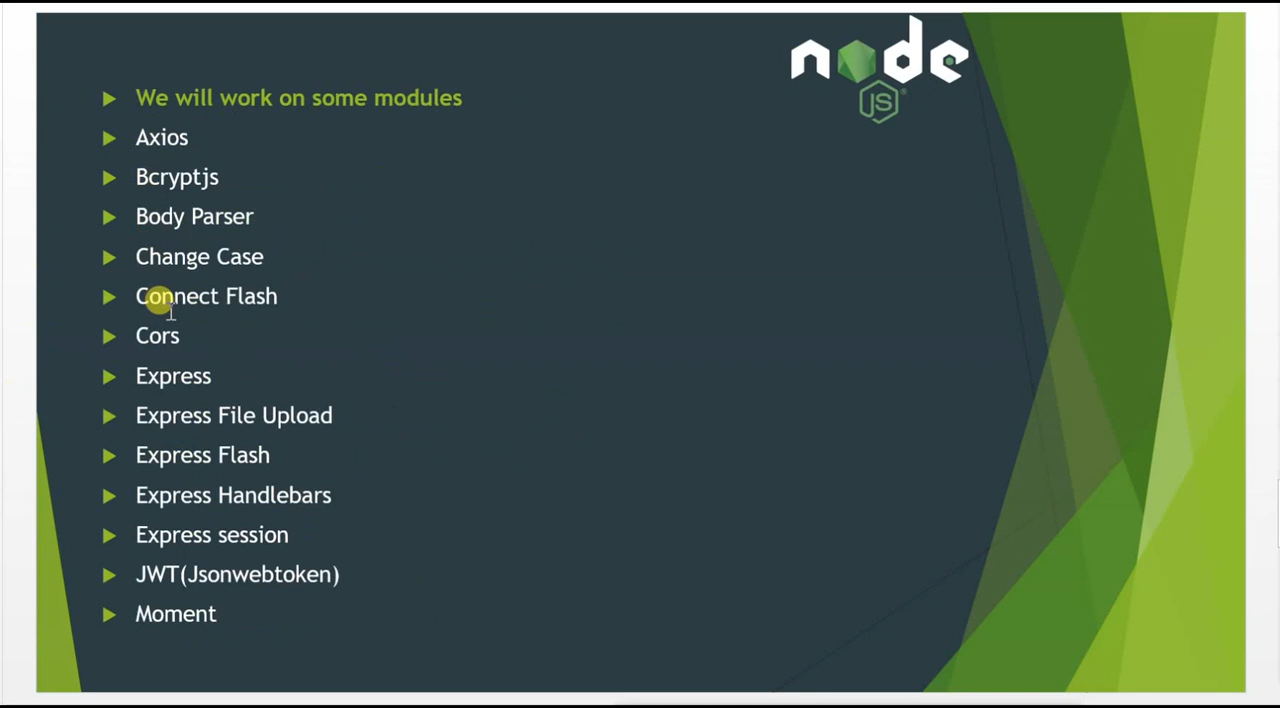 node
JS
We will work on some modules
Axios
Bcryptjs
Body Parser
Change Case
Connect Flash
Cors
Express
Express File Upload
Express Flash
Express Handlebars
Express session
JWT(Jsonwebtoken)
Moment